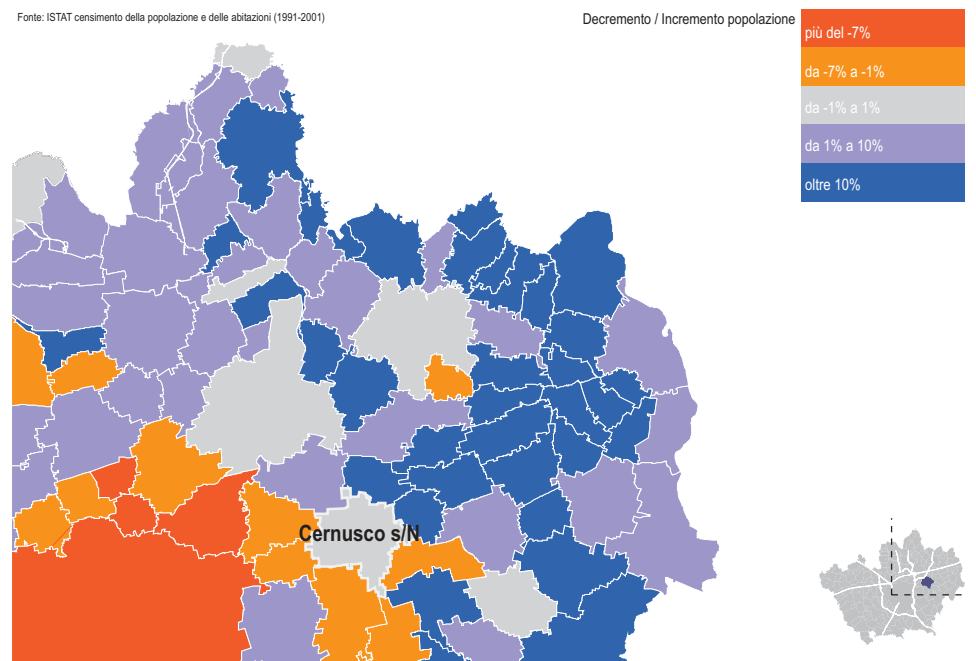 Fonte: ISTAT censimento della popolazione e delle abitazioni (1991-2001)
Decremento / Incremento popolazione
più del -7%
da -7% a -1%
da -1% a 1%
da 1% a 10%
oltre 10%
Cernusco s/N